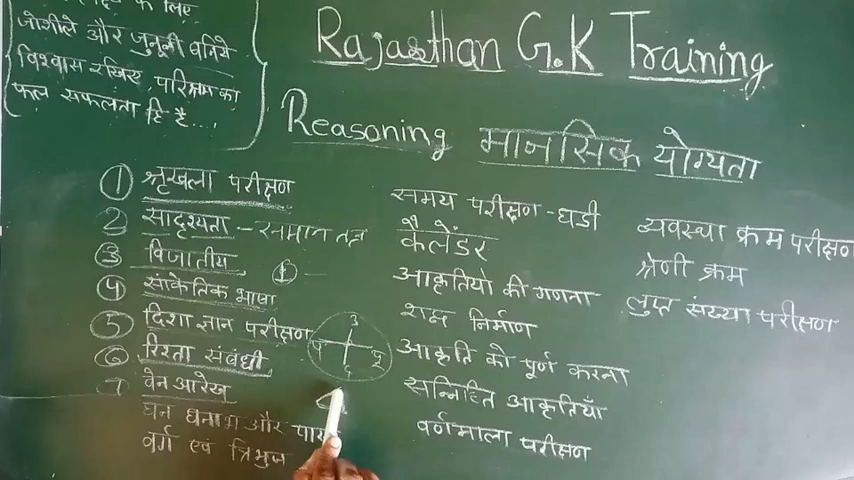 के लिए
जोशीले और जुनूनी बनिये
विश्वास रखिए, परिश्रम का
फल सफलता हि है....
Rajasthan G.K Training
Reasoning मानसिक योग्यता
① श्रृखला परीक्षण
2 सादृश्यता - समान
③ विजातीय
④ सांकेतिक भाषा
⑤ दिशा ज्ञान परीक्षण
⑥ रिश्ता संबंधी
7 वेन आरेख
घन घनाभ और
वर्ग एवं त्रिभुज
समय परीक्षण - घडी
कैलेंडर
आकृतियो की गणना
शब्द निर्माण
आकृति को पूर्ण करना
सन्निहित आकृतियाँ
वर्णमाला परीक्षण
व्यवस्था क्रम परीक्षण
श्रेणी क्रम
लुप्त संख्या परीक्षण